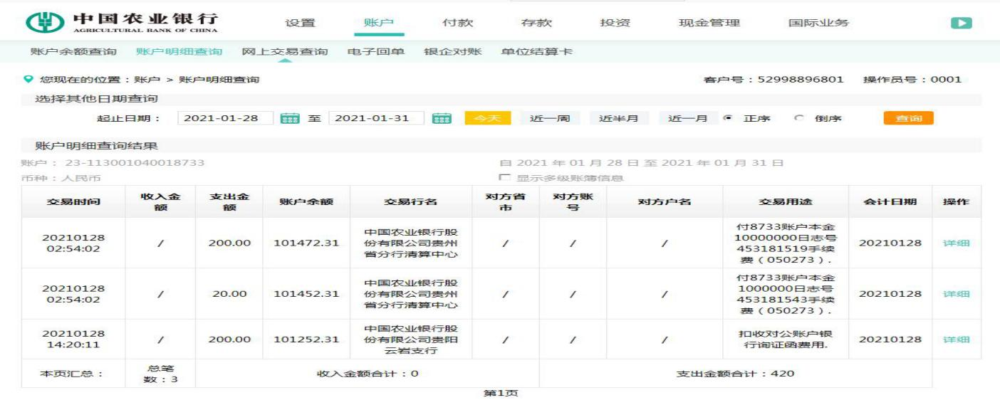 中国农业银行
AGRICULTURAL BANK OF CHINA
设置 账户 付款 存款 投资 现金管理 国际业务
账户余额查询 账户明细查询 网上交易查询 电子回单 银企对账 单位结算卡
您现在的位置：账户 > 账户明细查询 客户号：52998896801 操作员号：0001
选择其他日期查询
起止日期： 2021-01-28 至 2021-01-31 今天 近一周 近半月 近一月 正序 倒序 查询
账户明细查询结果
账户： 23-113001040018733 自 2021 年 01 月 28 日 至 2021 年 01 月 31 日
币种：人民币 显示多级账簿信息
交易时间 收入金额 支出金额 账户余额 交易行名 对方省市 对方账号 对方户名 交易用途 会计日期 操作
20210128 02:54:02 / 200.00 101472.31 中国农业银行股份有限公司贵州省分行清算中心 / / / 付8733账户本金10000000日志号453181519手续费（050273）. 20210128 详细
20210128 02:54:02 / 20.00 101452.31 中国农业银行股份有限公司贵州省分行清算中心 / / / 付8733账户本金1000000日志号453181543手续费（050273）. 20210128 详细
20210128 14:20:11 / 200.00 101252.31 中国农业银行股份有限公司贵阳云岩支行 / / / 扣收对公账户银行询证函费用. 20210128 详细
本页汇总： 总笔数：3 收入金额合计：0 支出金额合计：420
第1页